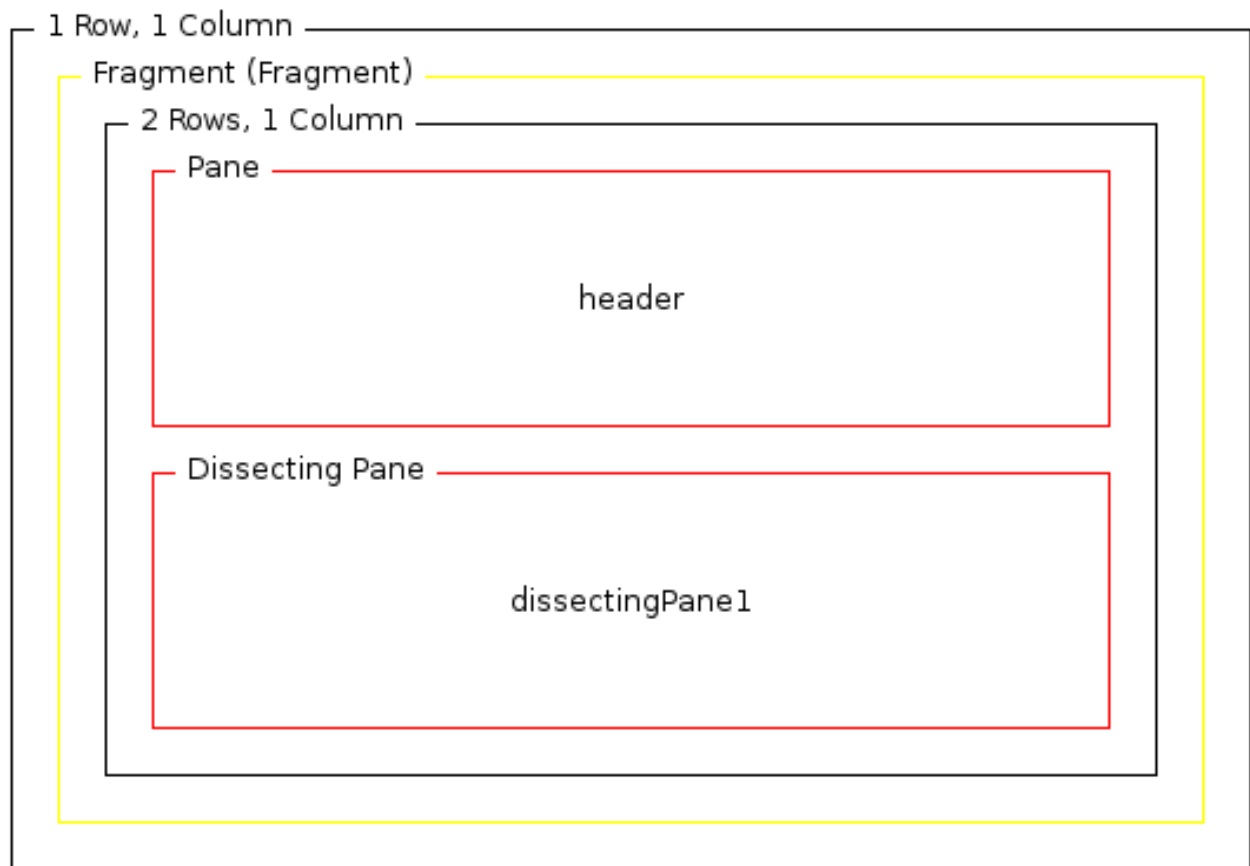 1 Row, 1 Column
Fragment (Fragment)
2 Rows, 1 Column
Pane
header
Dissecting Pane
dissectingPane1